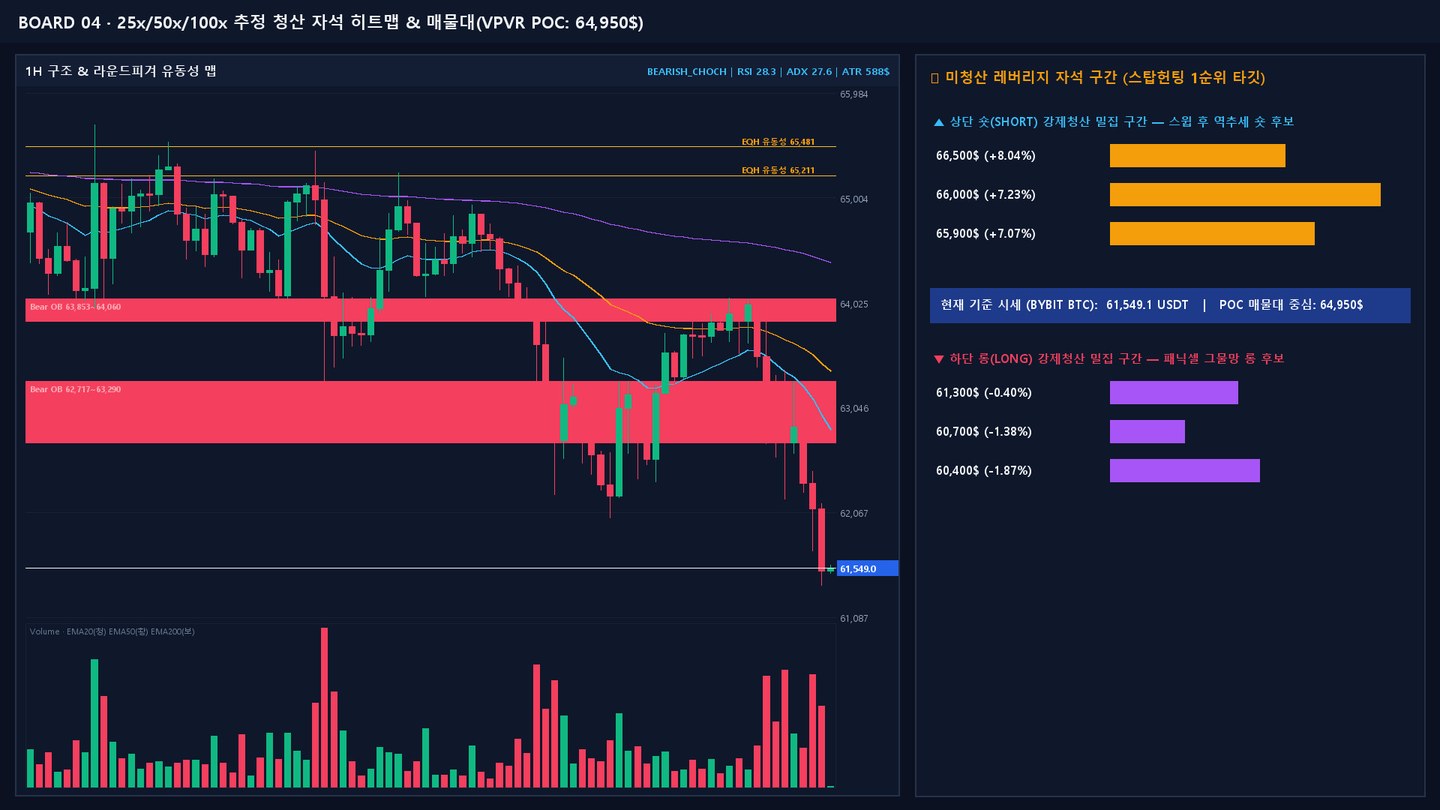 BOARD 04 · 25x/50x/100x 추정 청산 자석 히트맵 & 매물대(VPVR POC: 64,950$)
1H 구조 & 라운드피겨 유동성 맵
BEARISH_CHOCH | RSI 28.3 | ADX 27.6 | ATR 588$
65,984
EQH 유동성 65,481
EQH 유동성 65,211
65,004
Bear OB 63,853~64,060
64,025
Bear OB 62,717~63,290
63,046
62,067
61,549.0
61,087
Volume · EMA20(청) EMA50(황) EMA200(보)
미청산 레버리지 자석 구간 (스탑헌팅 1순위 타깃)
▲ 상단 숏(SHORT) 강제청산 밀집 구간 — 스윕 후 역추세 숏 후보
66,500$ (+8.04%)
66,000$ (+7.23%)
65,900$ (+7.07%)
현재 기준 시세 (BYBIT BTC): 61,549.1 USDT | POC 매물대 중심: 64,950$
▼ 하단 롱(LONG) 강제청산 밀집 구간 — 패닉셀 그물망 롱 후보
61,300$ (-0.40%)
60,700$ (-1.38%)
60,400$ (-1.87%)